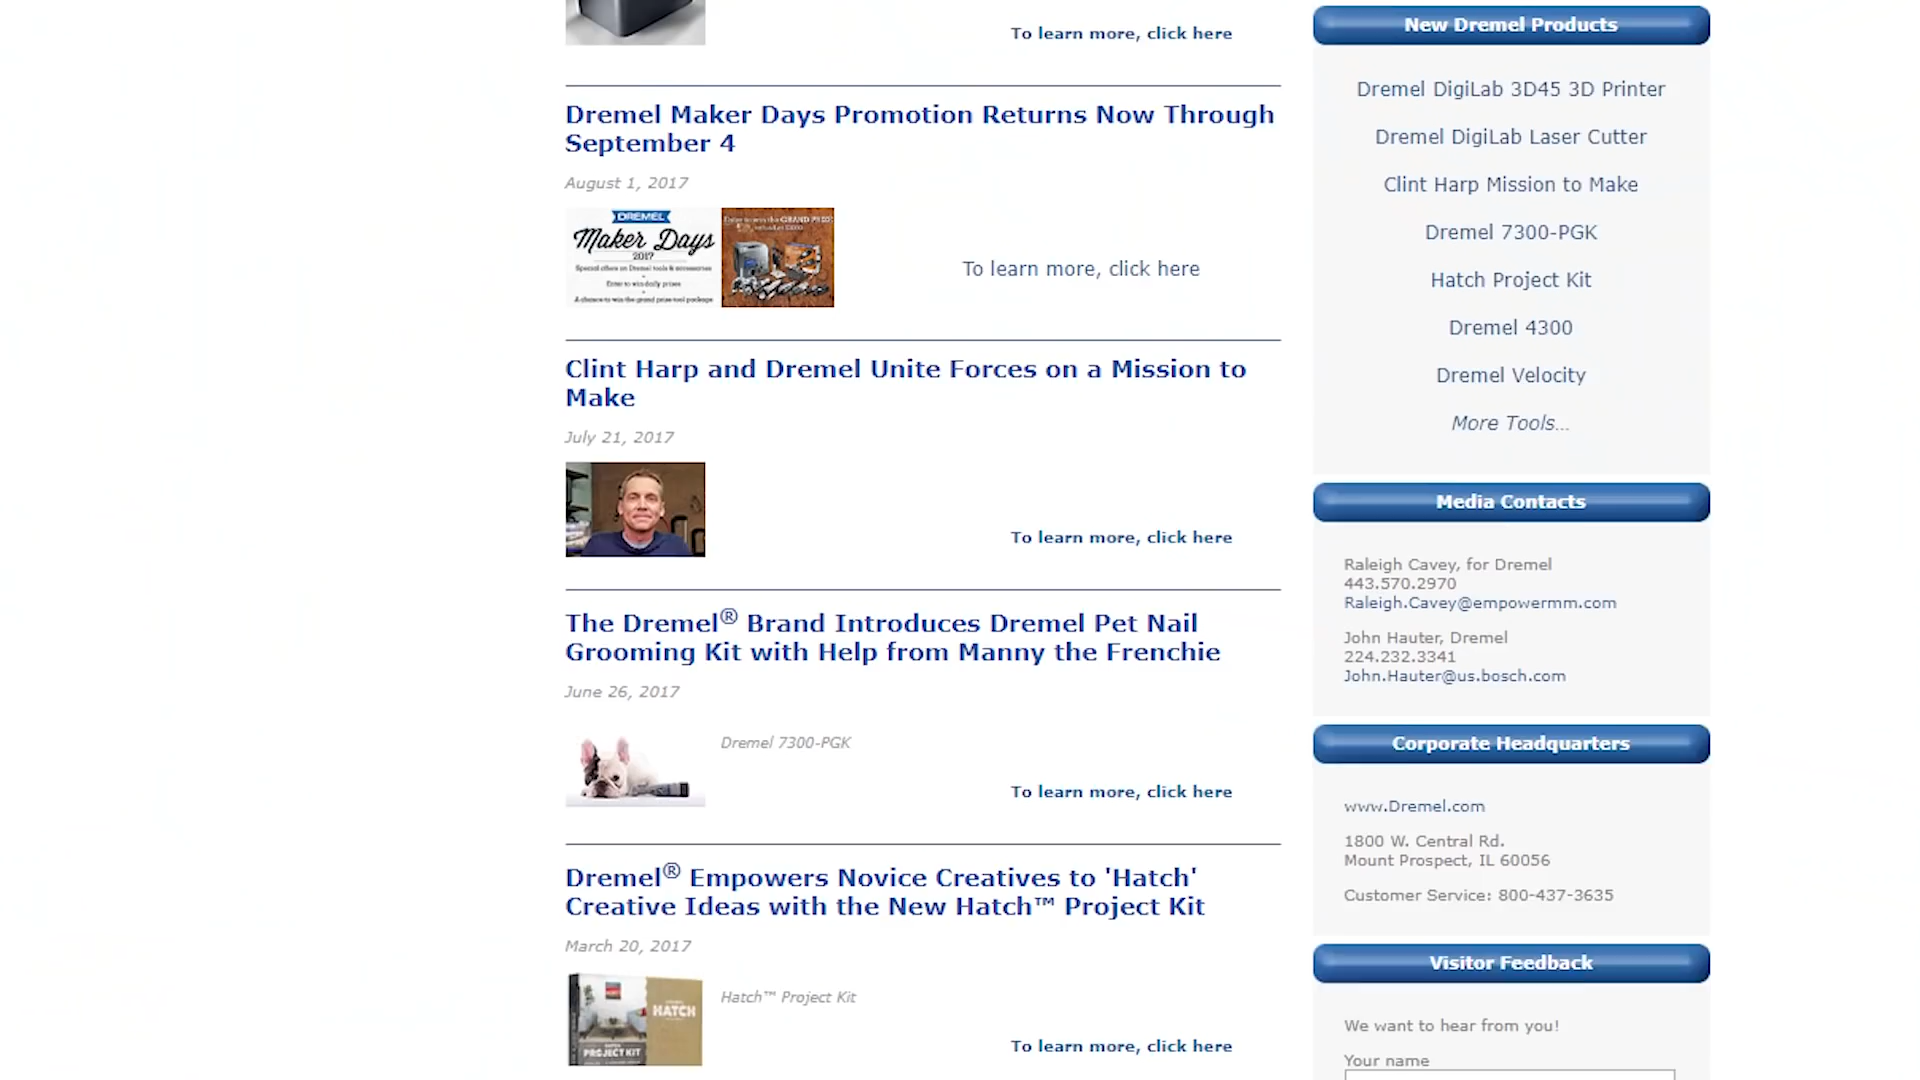 To learn more, click here
Dremel Maker Days Promotion Returns Now Through
September 4
August 1, 2017
DREMEL
Maker Days
2017
Special offers on Dremel tools & accessories
Enter to win daily prizes
A chance to win the grand prize tool package
Enter to win the GRAND PRIZE
To learn more, click here
Clint Harp and Dremel Unite Forces on a Mission to
Make
July 21, 2017
To learn more, click here
The Dremel® Brand Introduces Dremel Pet Nail
Grooming Kit with Help from Manny the Frenchie
June 26, 2017
Dremel 7300-PGK
To learn more, click here
Dremel® Empowers Novice Creatives to 'Hatch'
Creative Ideas with the New Hatch™ Project Kit
March 20, 2017
HATCH
PROJECT KIT
Hatch™ Project Kit
To learn more, click here
New Dremel Products
Dremel DigiLab 3D45 3D Printer
Dremel DigiLab Laser Cutter
Clint Harp Mission to Make
Dremel 7300-PGK
Hatch Project Kit
Dremel 4300
Dremel Velocity
More Tools...
Media Contacts
Raleigh Cavey, for Dremel
443.570.2970
Raleigh.Cavey@empowermm.com
John Hauter, Dremel
224.232.3341
John.Hauter@us.bosch.com
Corporate Headquarters
www.Dremel.com
1800 W. Central Rd.
Mount Prospect, IL 60056
Customer Service: 800-437-3635
Visitor Feedback
We want to hear from you!
Your name